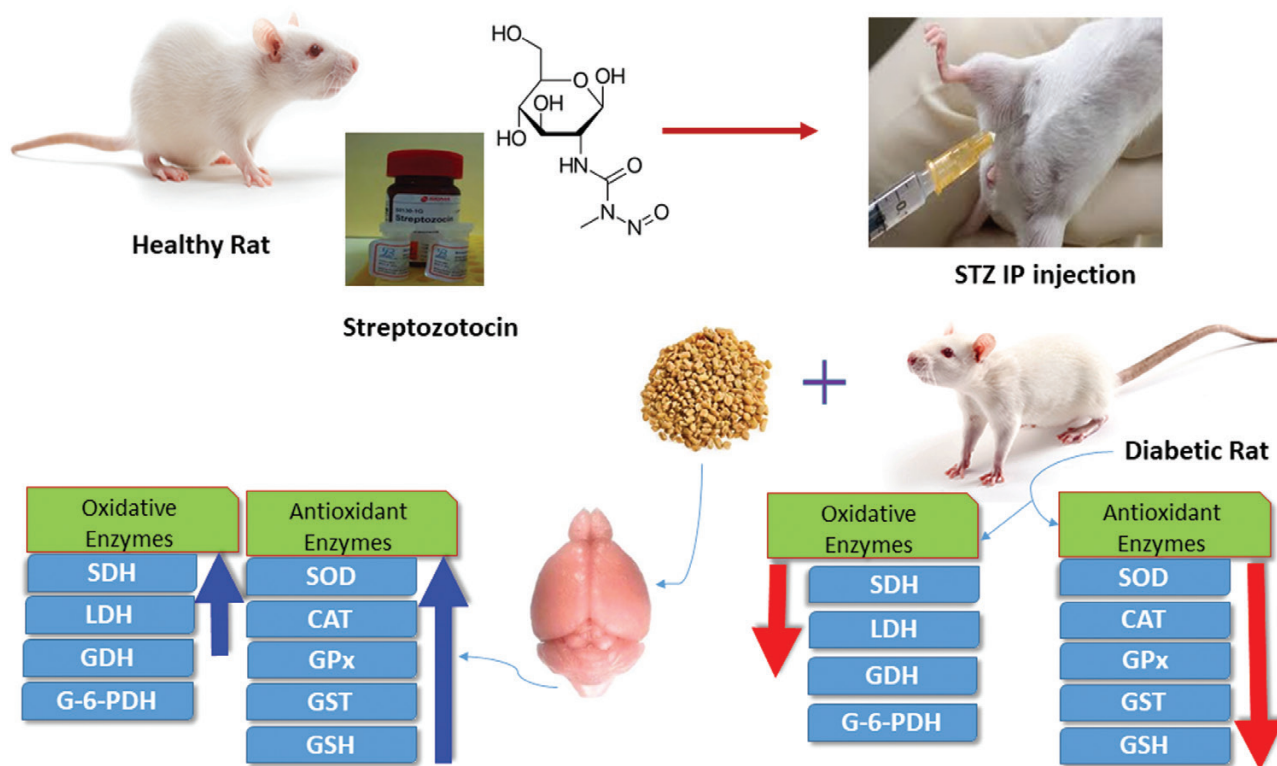 HO
O
OH
OH
HO
HN
O
N
N
O
Streptozocin
Healthy Rat
STZ IP injection
Streptozotocin
+
Diabetic Rat
Oxidative
Enzymes
SDH
LDH
GDH
G-6-PDH
Antioxidant
Enzymes
SOD
CAT
GPx
GST
GSH
Oxidative
Enzymes
SDH
LDH
GDH
G-6-PDH
Antioxidant
Enzymes
SOD
CAT
GPx
GST
GSH